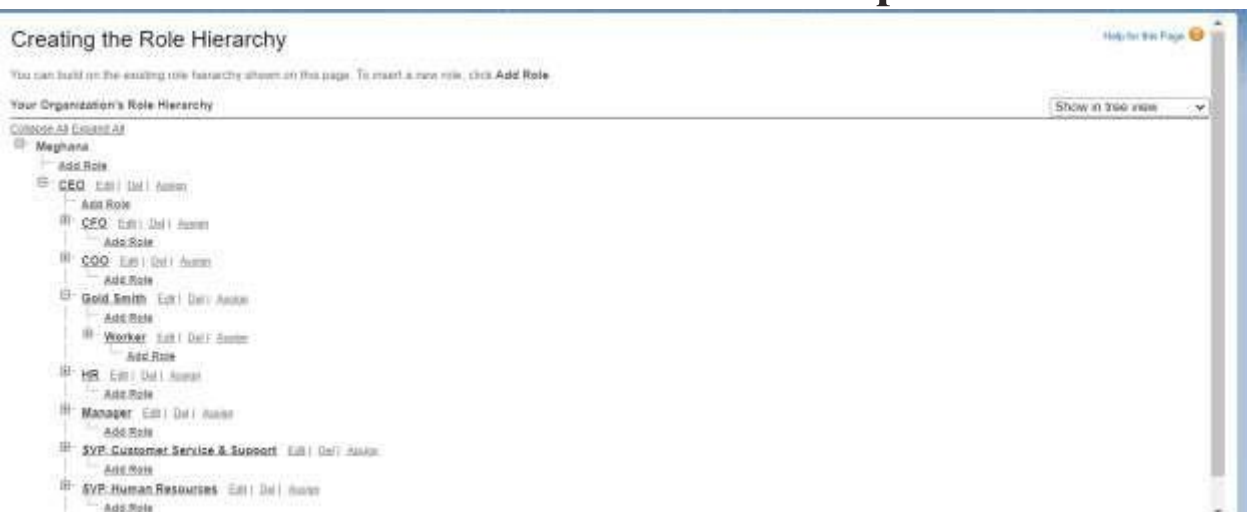 Creating the Role Hierarchy
Help for this Page
You can build on the existing role hierarchy shown on this page. To insert a new role, click Add Role
Your Organization's Role Hierarchy
Show in tree view
Collapse All Expand All
Meghana
Add Role
CEO Edit | Del | Assign
Add Role
CFO Edit | Del | Assign
Add Role
COO Edit | Del | Assign
Add Role
Gold Smith Edit | Del | Assign
Add Role
Worker Edit | Del | Assign
Add Role
HR Edit | Del | Assign
Add Role
Manager Edit | Del | Assign
Add Role
SVP, Customer Service & Support Edit | Del | Assign
Add Role
SVP, Human Resources Edit | Del | Assign
Add Role